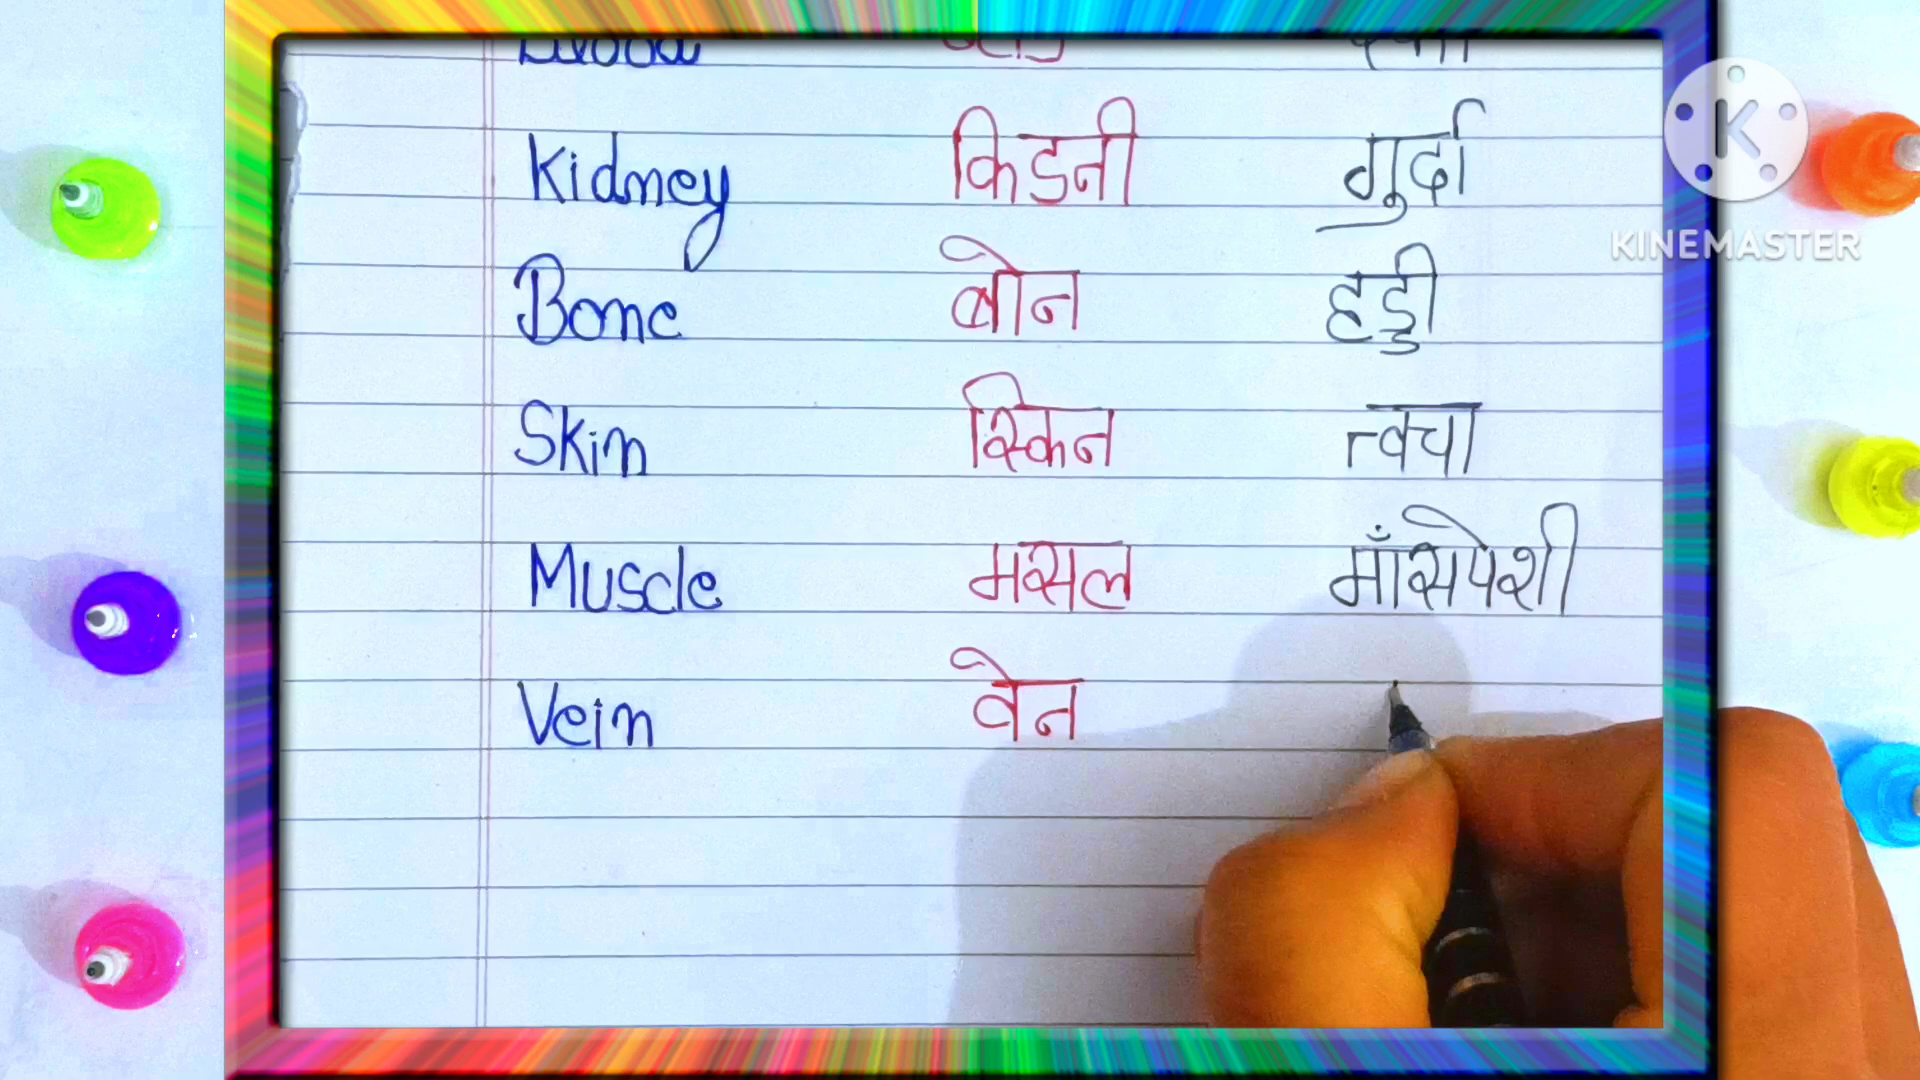 Kidney किडनी गुर्दा
Bone बोन हड्डी
Skin स्किन त्वचा
Muscle मसल माँसपेशी
Vein वेन
K
KINEMASTER